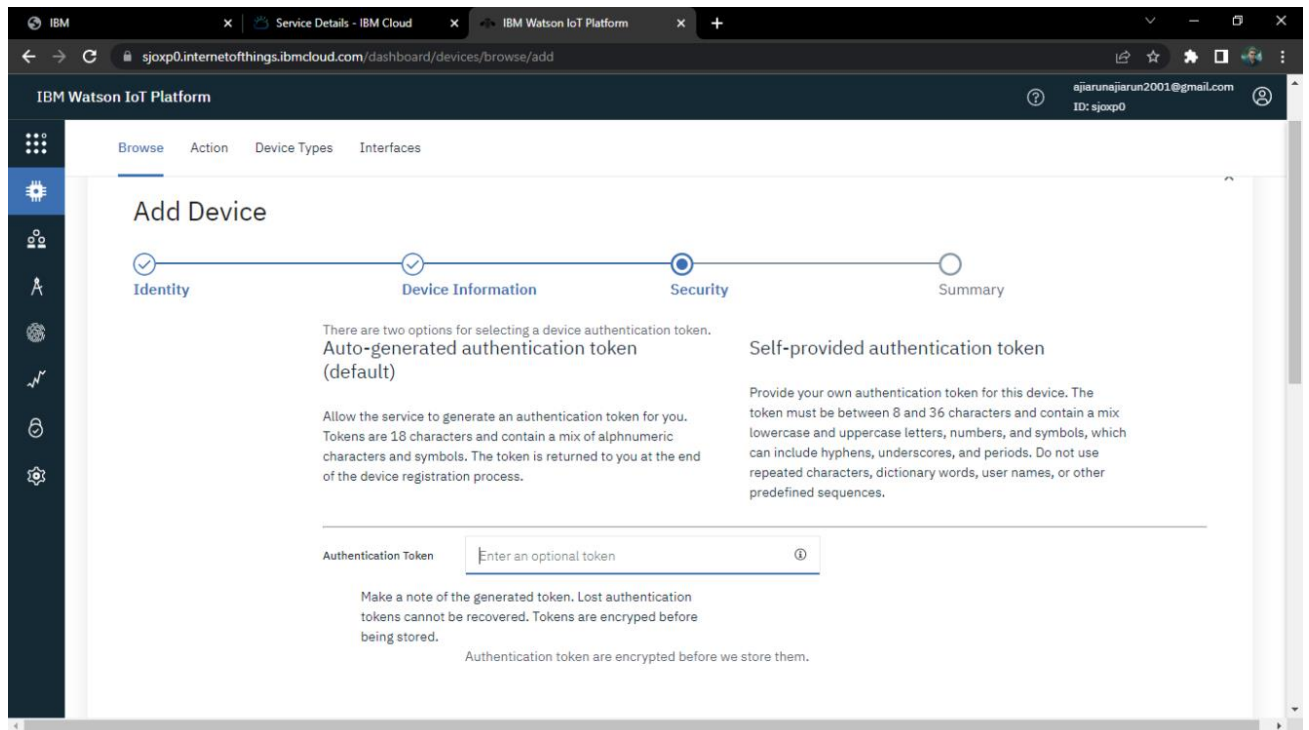 IBM
Service Details - IBM Cloud
IBM Watson IoT Platform
sjoxp0.internetofthings.ibmcloud.com/dashboard/devices/browse/add
IBM Watson IoT Platform
ajiarunajiarun2001@gmail.com
ID: sjoxp0
Browse Action Device Types Interfaces
Add Device
Identity Device Information Security Summary
There are two options for selecting a device authentication token.
Auto-generated authentication token
(default)
Allow the service to generate an authentication token for you.
Tokens are 18 characters and contain a mix of alphnumeric
characters and symbols. The token is returned to you at the end
of the device registration process.
Self-provided authentication token
Provide your own authentication token for this device. The
token must be between 8 and 36 characters and contain a mix
lowercase and uppercase letters, numbers, and symbols, which
can include hyphens, underscores, and periods. Do not use
repeated characters, dictionary words, user names, or other
predefined sequences.
Authentication Token
Enter an optional token
Make a note of the generated token. Lost authentication
tokens cannot be recovered. Tokens are encryped before
being stored.
Authentication token are encrypted before we store them.